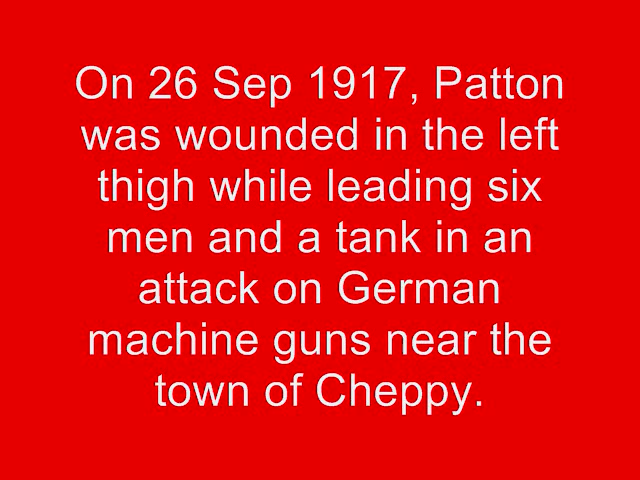 On 26 Sep 1917, Patton
was wounded in the left
thigh while leading six
men and a tank in an
attack on German
machine guns near the
town of Cheppy.